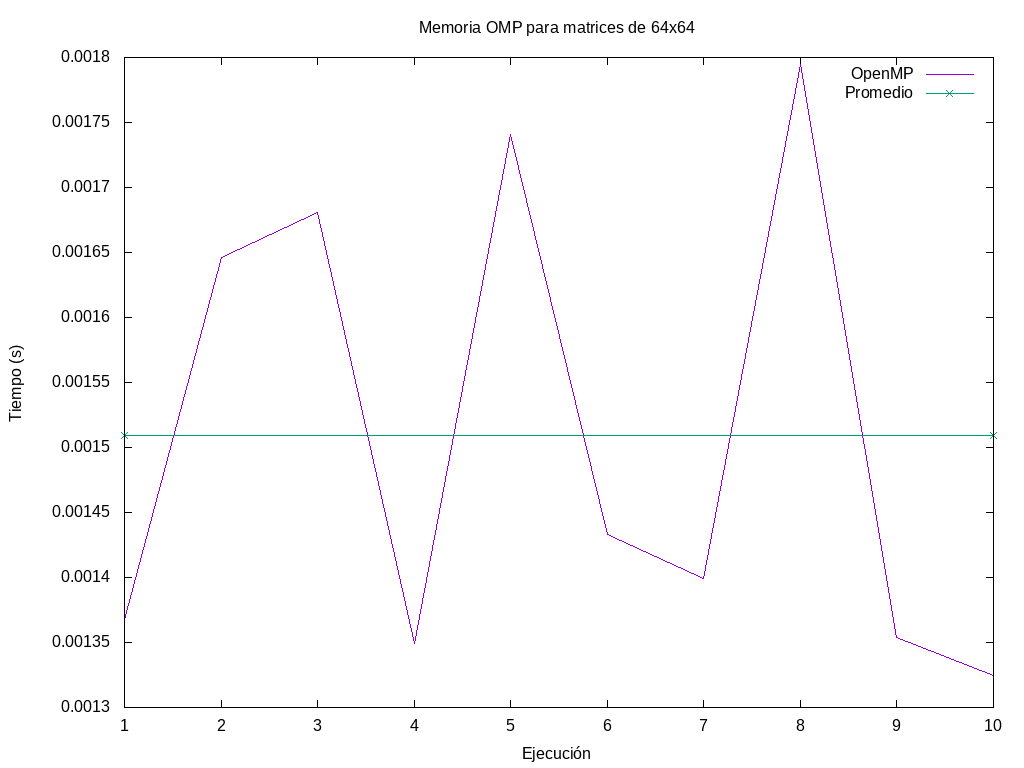 Memoria OMP para matrices de 64x64
OpenMP
Promedio
0.0018
0.00175
0.0017
0.00165
0.0016
0.00155
0.0015
0.00145
0.0014
0.00135
0.0013
Tiempo (s)
1 2 3 4 5 6 7 8 9 10
Ejecución